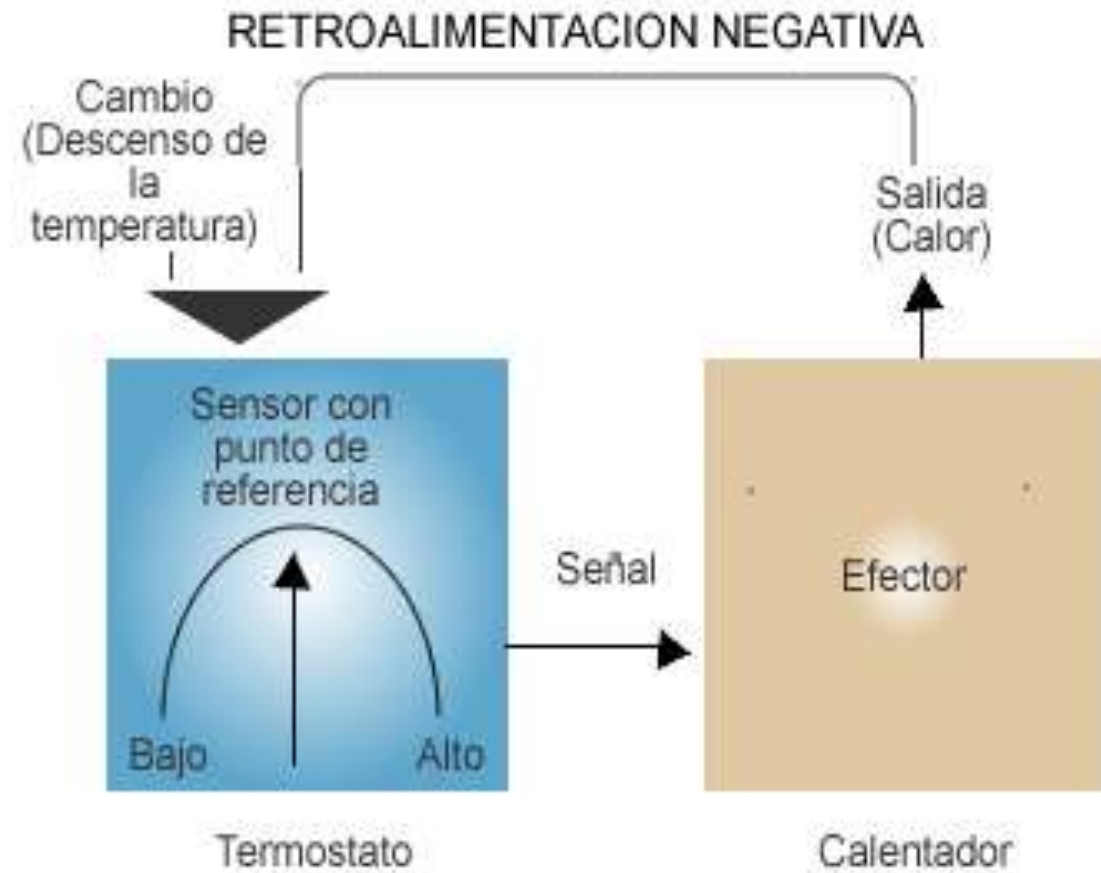 RETROALIMENTACION NEGATIVA
Cambio
(Descenso de
la
temperatura)
Salida
(Calor)
Sensor con
punto de
referencia
Bajo
Alto
Señal
Efector
Termostato
Calentador